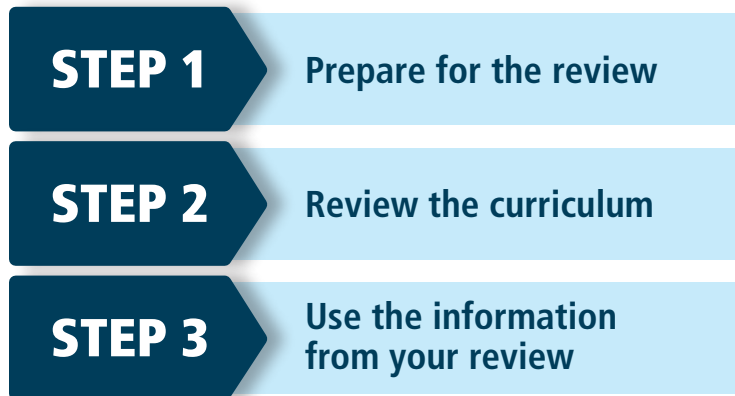 STEP 1
Prepare for the review
STEP 2
Review the curriculum
STEP 3
Use the information
from your review